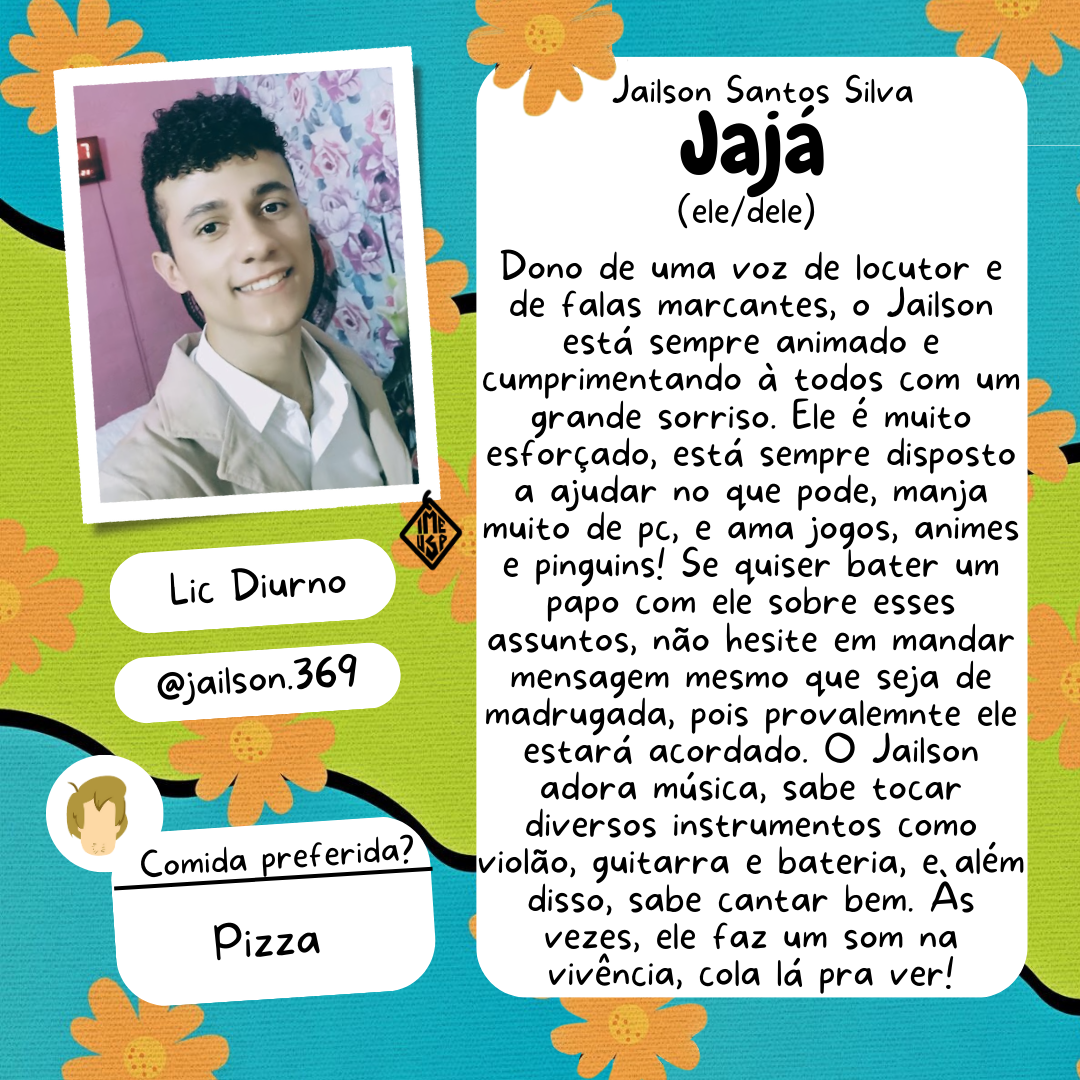 Jailson Santos Silva
Jajá
(ele/dele)
Dono de uma voz de locutor e
de falas marcantes, o Jailson
está sempre animado e
cumprimentando à todos com um
grande sorriso. Ele é muito
esforçado, está sempre disposto
a ajudar no que pode, manja
muito de pc, e ama jogos, animes
e pinguins! Se quiser bater um
papo com ele sobre esses
assuntos, não hesite em mandar
mensagem mesmo que seja de
madrugada, pois provalemnte ele
estará acordado. O Jailson
adora música, sabe tocar
diversos instrumentos como
violão, guitarra e bateria, e além
disso, sabe cantar bem. Às
vezes, ele faz um som na
vivência, cola lá pra ver!
7
IME
USP
Lic Diurno
@jailson.369
Comida preferida?
Pizza